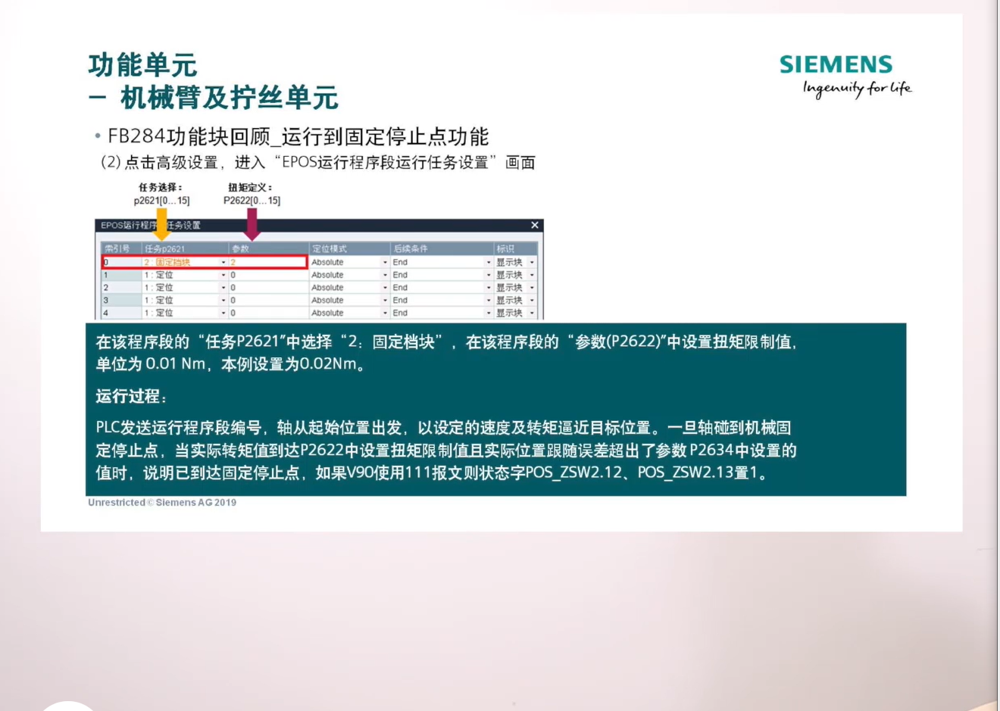 功能单元
SIEMENS
Ingenuity for life
– 机械臂及拧丝单元
• FB284功能块回顾_运行到固定停止点功能
(2) 点击高级设置，进入“EPOS运行程序段运行任务设置”画面
任务选择： 扭矩定义：
p2621[0...15] P2622[0...15]
EPOS运行程序 任务设置 ×
索引号 任务p2621 参数 定位模式 后续条件 标识
0 2 : 固定档块 2 Absolute End 显示块
1 1 : 定位 0 Absolute End 显示块
2 1 : 定位 0 Absolute End 显示块
3 1 : 定位 0 Absolute End 显示块
4 1 : 定位 0 Absolute End 显示块
在该程序段的“任务P2621”中选择“2：固定档块”，在该程序段的“参数(P2622)”中设置扭矩限制值，
单位为 0.01 Nm，本例设置为0.02Nm。
运行过程：
PLC发送运行程序段编号，轴从起始位置出发，以设定的速度及转矩逼近目标位置。一旦轴碰到机械固
定停止点，当实际转矩值到达P2622中设置扭矩限制值且实际位置跟随误差超出了参数 P2634中设置的
值时，说明已到达固定停止点，如果V90使用111报文则状态字POS_ZSW2.12、POS_ZSW2.13置1。
Unrestricted © Siemens AG 2019